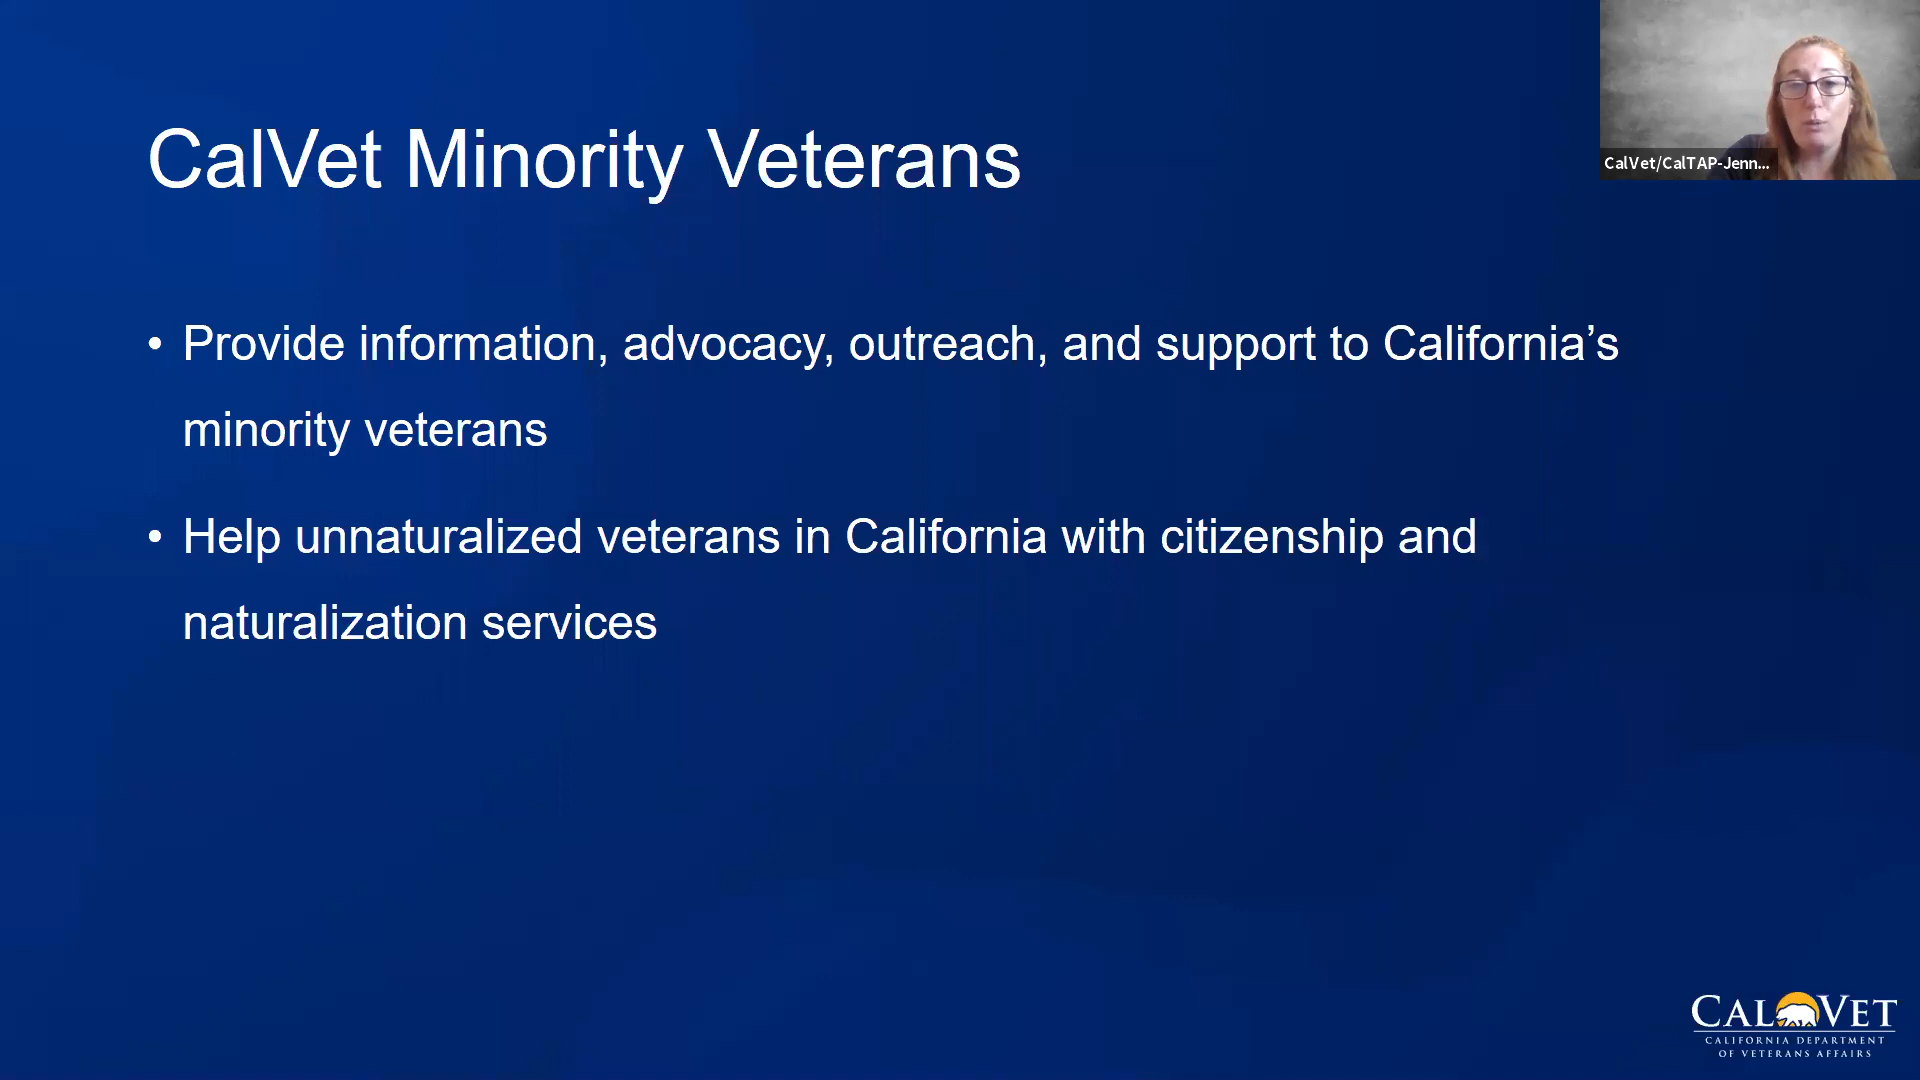 CalVet Minority Veterans
CalVet/CalTAP-Jenn...
• Provide information, advocacy, outreach, and support to California’s
minority veterans
• Help unnaturalized veterans in California with citizenship and
naturalization services
CALVET
CALIFORNIA DEPARTMENT
OF VETERANS AFFAIRS